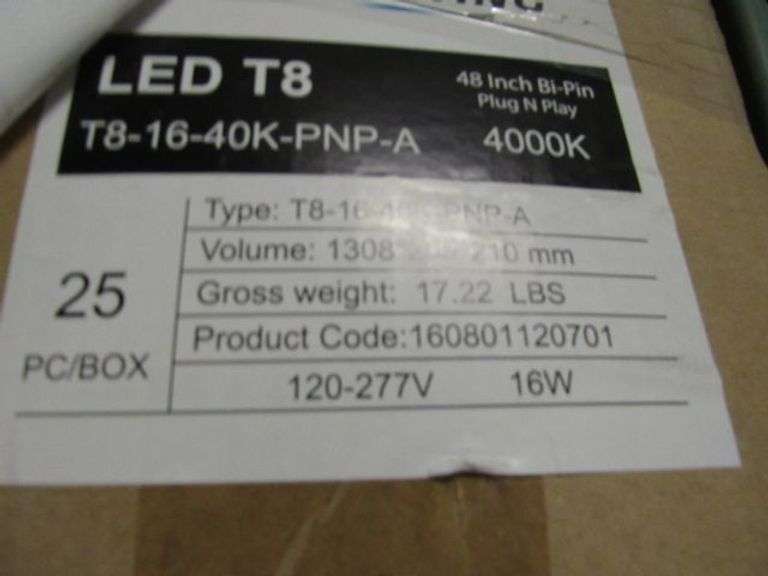 LED T8
48 Inch Bi-Pin
Plug N Play
T8-16-40K-PNP-A 4000K
Type: T8-16-40K-PNP-A
Volume: 1308 210 mm
Gross weight: 17.22 LBS
25
PC/BOX
Product Code:160801120701
120-277V 16W